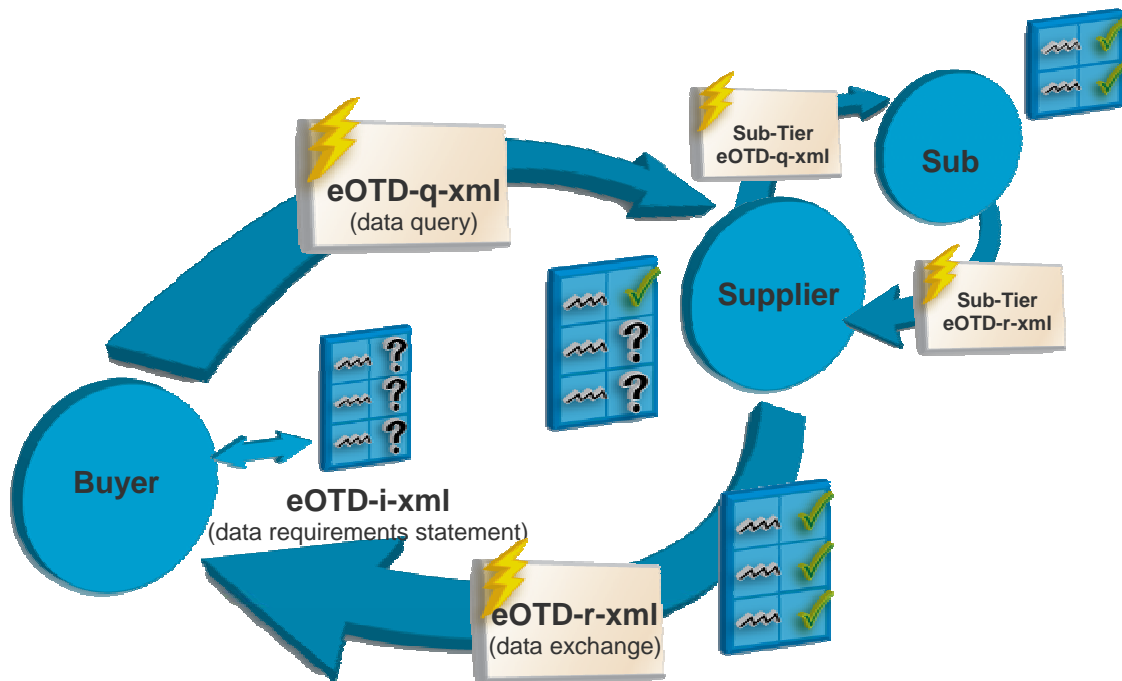 Sub-Tier
eOTD-q-xml
Sub
eOTD-q-xml
(data query)
Supplier
Sub-Tier
eOTD-r-xml
? 
?
?
?
?
Buyer
eOTD-i-xml
(data requirements statement)
eOTD-r-xml
(data exchange)